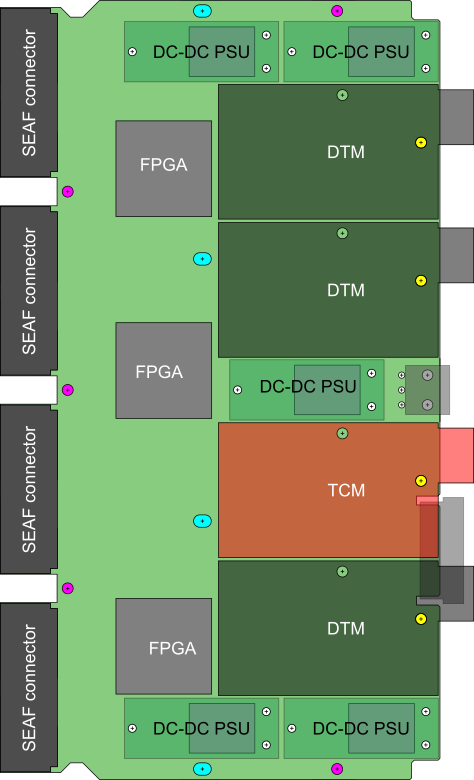 SEAF connector
DC-DC PSU
DC-DC PSU
FPGA
DTM
SEAF connector
DTM
FPGA
DC-DC PSU
SEAF connector
TCM
SEAF connector
FPGA
DTM
DC-DC PSU
DC-DC PSU